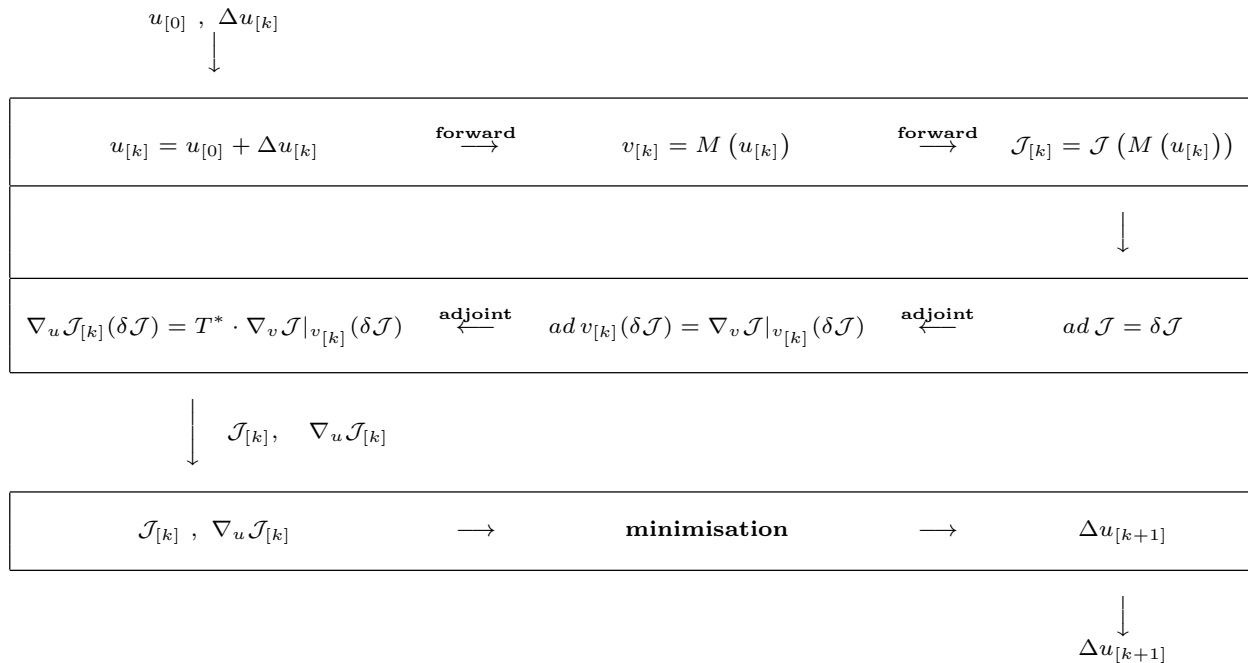 u_{[0]} , Δu_{[k]}
↓
u_{[k]} = u_{[0]} + Δu_{[k]} forward → v_{[k]} = M (u_{[k]}) forward → 𝒥_{[k]} = 𝒥 (M (u_{[k]}))
↓
∇_u 𝒥_{[k]}(δ𝒥) = T* · ∇_v 𝒥|_{v_{[k]}}(δ𝒥) adjoint ← ad v_{[k]}(δ𝒥) = ∇_v 𝒥|_{v_{[k]}}(δ𝒥) adjoint ← ad 𝒥 = δ𝒥
↓ 𝒥_{[k]}, ∇_u 𝒥_{[k]}
𝒥_{[k]} , ∇_u 𝒥_{[k]} → minimisation → Δu_{[k+1]}
↓
Δu_{[k+1]}